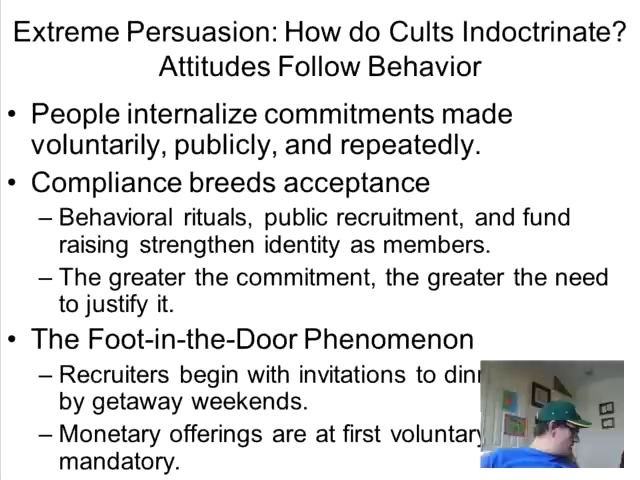 Extreme Persuasion: How do Cults Indoctrinate?
Attitudes Follow Behavior
• People internalize commitments made
voluntarily, publicly, and repeatedly.
• Compliance breeds acceptance
– Behavioral rituals, public recruitment, and fund
raising strengthen identity as members.
– The greater the commitment, the greater the need
to justify it.
• The Foot-in-the-Door Phenomenon
– Recruiters begin with invitations to
by getaway weekends.
– Monetary offerings are at first voluntary
mandatory.